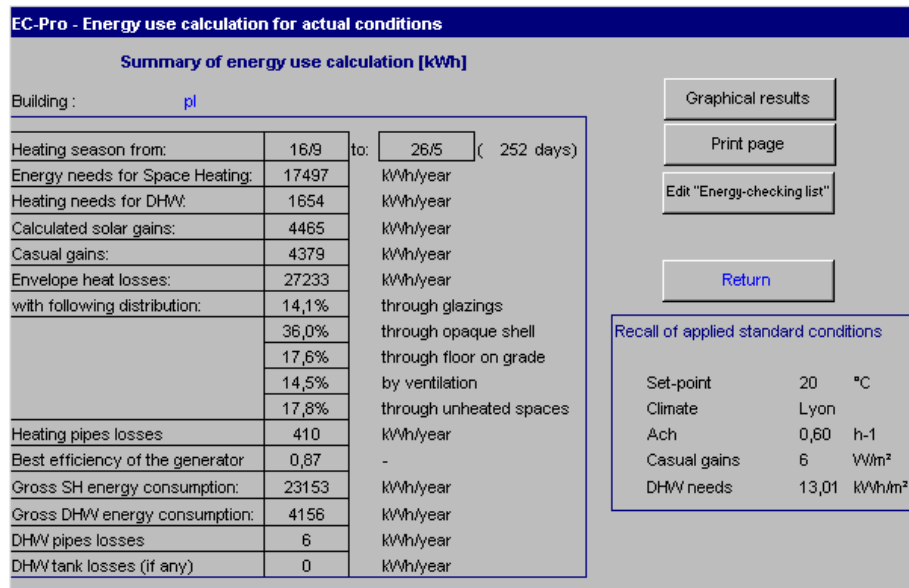 EC-Pro - Energy use calculation for actual conditions
Summary of energy use calculation [kWh]
Building : pl
Heating season from: 16/9 to: 26/5 ( 252 days)
Energy needs for Space Heating: 17497 kWh/year
Heating needs for DHW: 1654 kWh/year
Calculated solar gains: 4465 kWh/year
Casual gains: 4379 kWh/year
Envelope heat losses: 27233 kWh/year
with following distribution: 14,1% through glazings
36,0% through opaque shell
17,6% through floor on grade
14,5% by ventilation
17,8% through unheated spaces
Heating pipes losses 410 kWh/year
Best efficiency of the generator 0,87 -
Gross SH energy consumption: 23153 kWh/year
Gross DHW energy consumption: 4156 kWh/year
DHW pipes losses 6 kWh/year
DHW tank losses (if any) 0 kWh/year
Graphical results
Print page
Edit "Energy-checking list"
Return
Recall of applied standard conditions
Set-point 20 °C
Climate Lyon
Ach 0,60 h-1
Casual gains 6 W/m²
DHW needs 13,01 kWh/m²